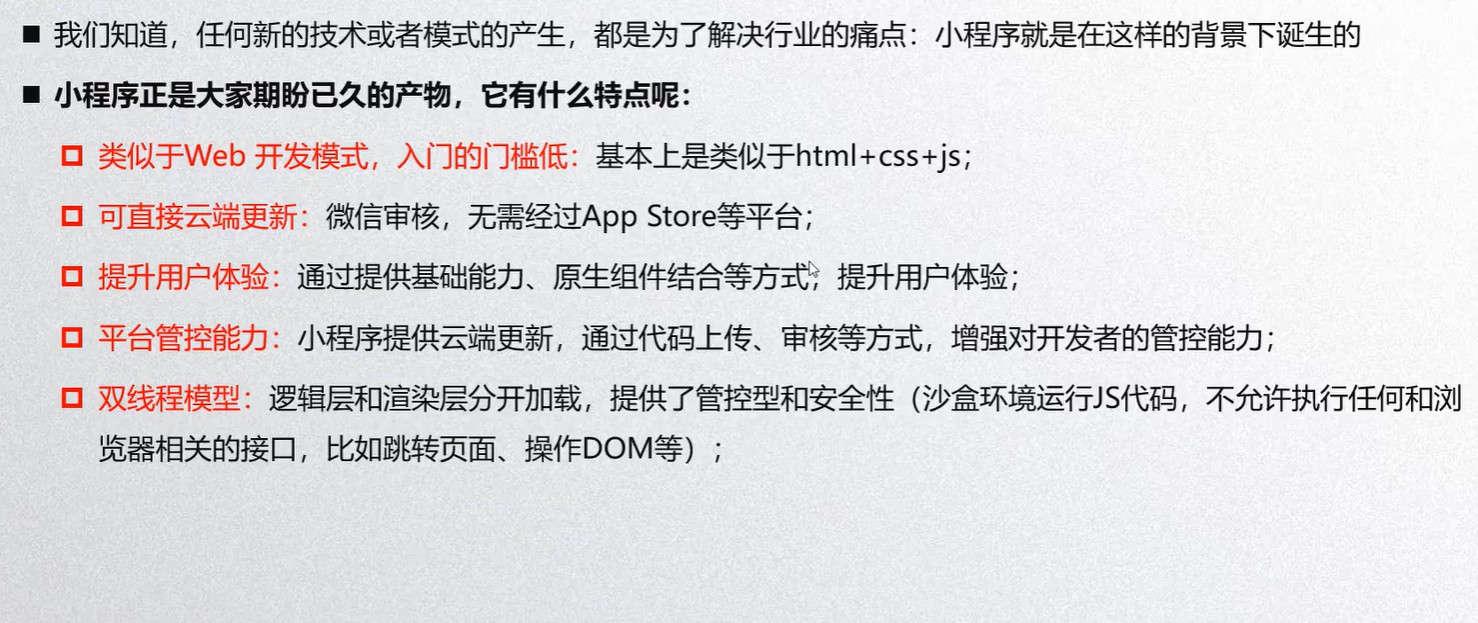 我们知道，任何新的技术或者模式的产生，都是为了解决行业的痛点：小程序就是在这样的背景下诞生的
小程序正是大家期盼已久的产物，它有什么特点呢：
类似于Web 开发模式，入门的门槛低：基本上是类似于html+css+js；
可直接云端更新：微信审核，无需经过App Store等平台；
提升用户体验：通过提供基础能力、原生组件结合等方式，提升用户体验；
平台管控能力：小程序提供云端更新，通过代码上传、审核等方式，增强对开发者的管控能力；
双线程模型：逻辑层和渲染层分开加载，提供了管控型和安全性（沙盒环境运行JS代码，不允许执行任何和浏
览器相关的接口，比如跳转页面、操作DOM等）；